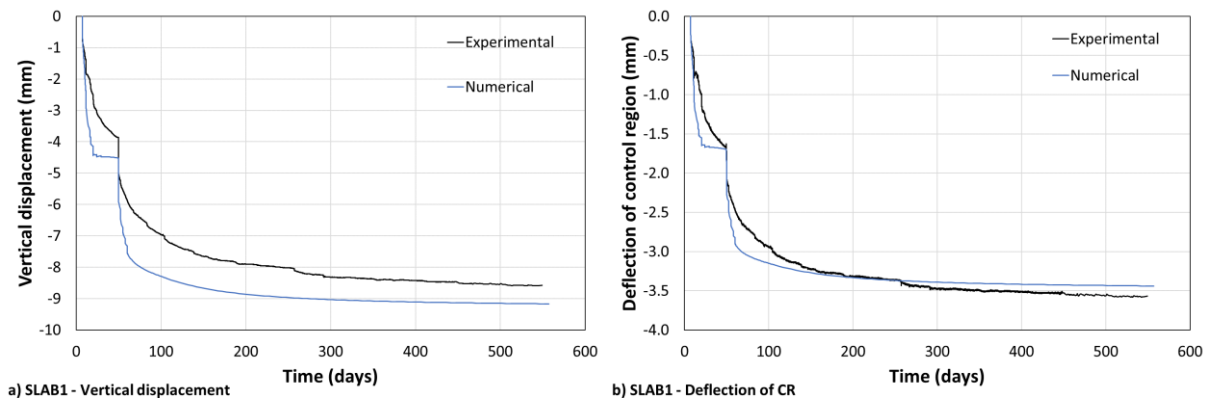 0
-1
-2
-3
-4
-5
-6
-7
-8
-9
-10
Vertical displacement (mm)
Experimental
Numerical
0 100 200 300 400 500 600
Time (days)
a) SLAB1 - Vertical displacement
0.0
-0.5
-1.0
-1.5
-2.0
-2.5
-3.0
-3.5
-4.0
Deflection of control region (mm)
Experimental
Numerical
0 100 200 300 400 500 600
Time (days)
b) SLAB1 - Deflection of CR